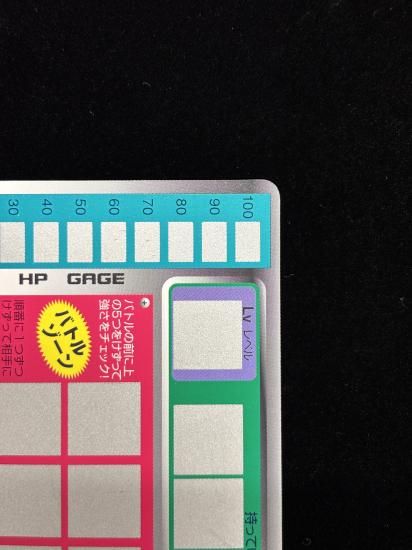 30 40 50 60 70 80 90 100
HP GAGE
Lv レベル
バトルの前に上
の5つをけずって
強さをチェック!
バトル
ゾーン
順番に1つずつ
けずって相手に
持って